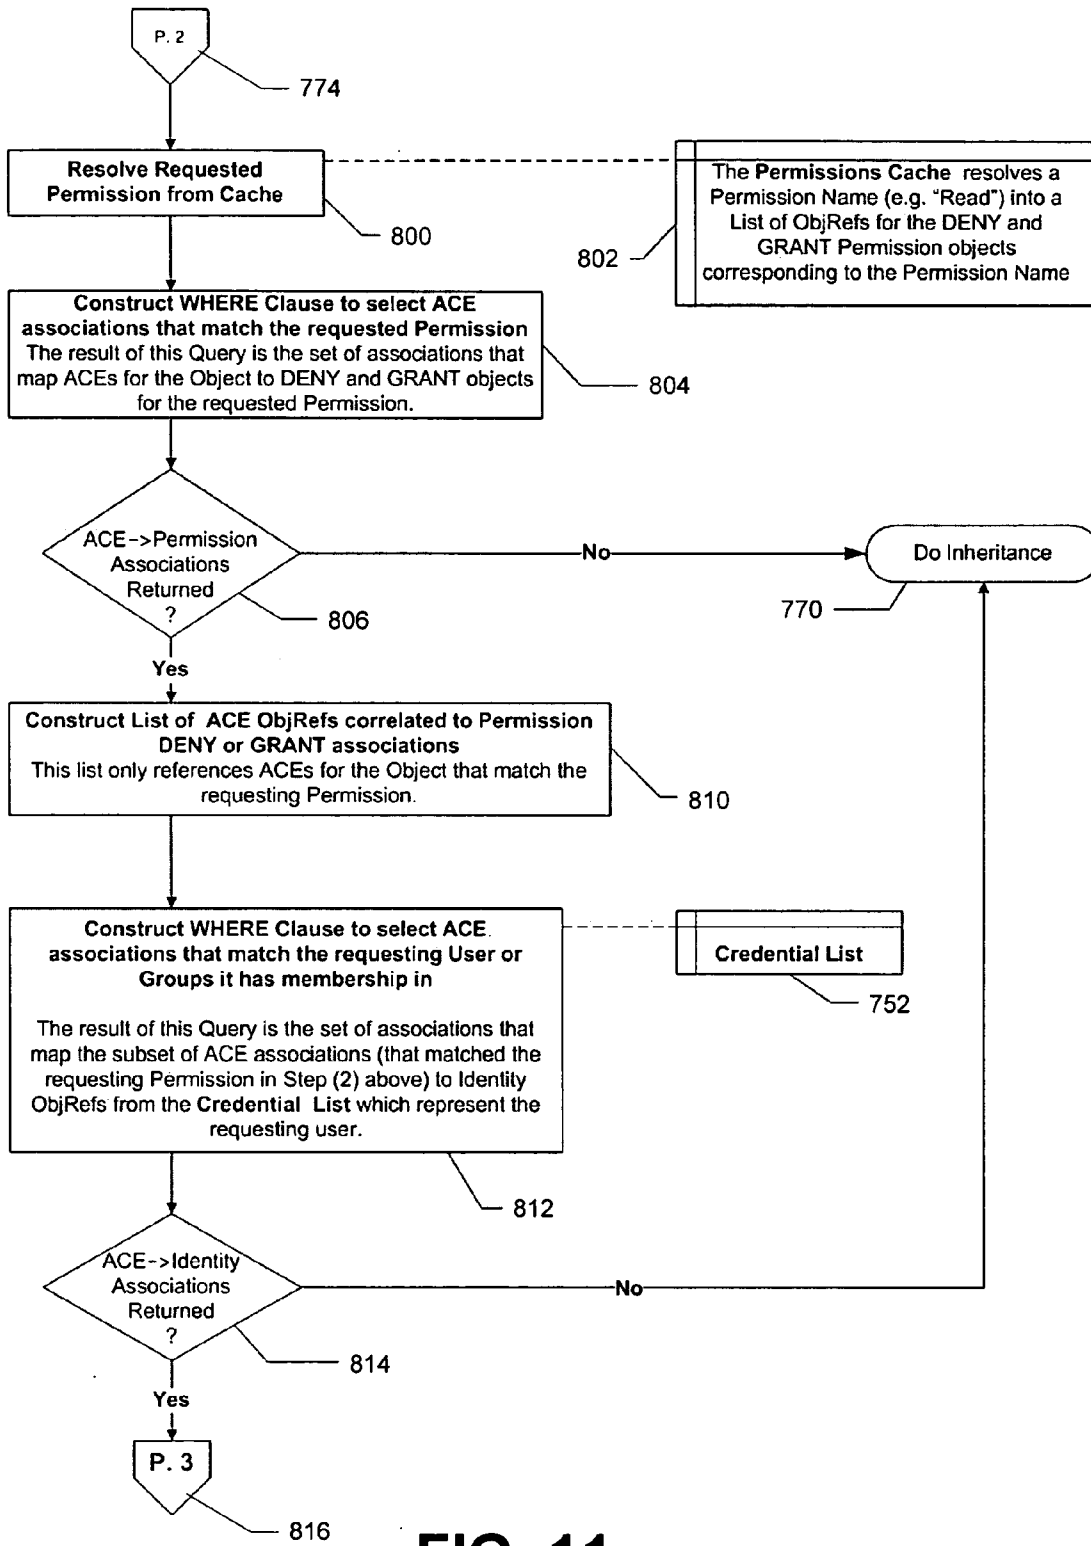 P. 2
774
Resolve Requested
Permission from Cache
800
The Permissions Cache resolves a
Permission Name (e.g. "Read") into a
List of ObjRefs for the DENY and
GRANT Permission objects
corresponding to the Permission Name
802
Construct WHERE Clause to select ACE
associations that match the requested Permission
The result of this Query is the set of associations that
map ACEs for the Object to DENY and GRANT objects
for the requested Permission.
804
ACE->Permission
Associations
Returned
?
806
No
Do Inheritance
770
Yes
Construct List of ACE ObjRefs correlated to Permission
DENY or GRANT associations
This list only references ACEs for the Object that match the
requesting Permission.
810
Construct WHERE Clause to select ACE
associations that match the requesting User or
Groups it has membership in
The result of this Query is the set of associations that
map the subset of ACE associations (that matched the
requesting Permission in Step (2) above) to Identity
ObjRefs from the Credential List which represent the
requesting user.
812
Credential List
752
ACE->Identity
Associations
Returned
?
814
No
Yes
P. 3
816
FIG. 11